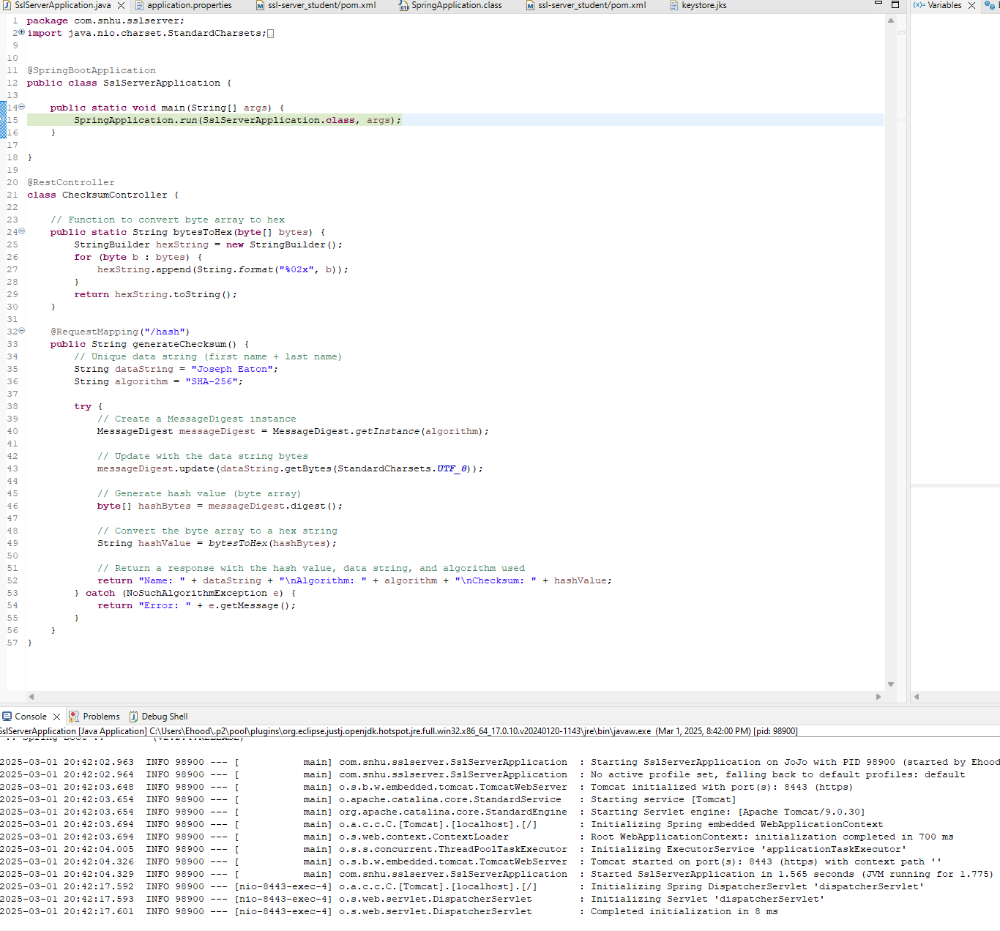 SslServerApplication.java application.properties ssl-server_student/pom.xml SpringApplication.class ssl-server_student/pom.xml keystore.jks (x)= Variables
1 package com.snhu.sslserver;
2 import java.nio.charset.StandardCharsets;
9
10
11 @SpringBootApplication
12 public class SslServerApplication {
13
14 public static void main(String[] args) {
15 SpringApplication.run(SslServerApplication.class, args);
16 }
17
18 }
19
20 @RestController
21 class ChecksumController {
22
23 // Function to convert byte array to hex
24 public static String bytesToHex(byte[] bytes) {
25 StringBuilder hexString = new StringBuilder();
26 for (byte b : bytes) {
27 hexString.append(String.format("%02x", b));
28 }
29 return hexString.toString();
30 }
31
32 @RequestMapping("/hash")
33 public String generateChecksum() {
34 // Unique data string (first name + last name)
35 String dataString = "Joseph Eaton";
36 String algorithm = "SHA-256";
37
38 try {
39 // Create a MessageDigest instance
40 MessageDigest messageDigest = MessageDigest.getInstance(algorithm);
41
42 // Update with the data string bytes
43 messageDigest.update(dataString.getBytes(StandardCharsets.UTF_8));
44
45 // Generate hash value (byte array)
46 byte[] hashBytes = messageDigest.digest();
47
48 // Convert the byte array to a hex string
49 String hashValue = bytesToHex(hashBytes);
50
51 // Return a response with the hash value, data string, and algorithm used
52 return "Name: " + dataString + "\nAlgorithm: " + algorithm + "\nChecksum: " + hashValue;
53 } catch (NoSuchAlgorithmException e) {
54 return "Error: " + e.getMessage();
55 }
56 }
57 }
Console Problems Debug Shell
SslServerApplication [Java Application] C:\Users\Ehood\.p2\pool\plugins\org.eclipse.justj.openjdk.hotspot.jre.full.win32.x86_64_17.0.10.v20240120-1143\jre\bin\javaw.exe (Mar 1, 2025, 8:42:00 PM) [pid: 98900]
:: Spring Boot ::
2025-03-01 20:42:02.963 INFO 98900 --- [ main] com.snhu.sslserver.SslServerApplication : Starting SslServerApplication on JoJo with PID 98900 (started by Ehood
2025-03-01 20:42:02.964 INFO 98900 --- [ main] com.snhu.sslserver.SslServerApplication : No active profile set, falling back to default profiles: default
2025-03-01 20:42:03.648 INFO 98900 --- [ main] o.s.b.w.embedded.tomcat.TomcatWebServer : Tomcat initialized with port(s): 8443 (https)
2025-03-01 20:42:03.654 INFO 98900 --- [ main] o.apache.catalina.core.StandardService : Starting service [Tomcat]
2025-03-01 20:42:03.654 INFO 98900 --- [ main] org.apache.catalina.core.StandardEngine : Starting Servlet engine: [Apache Tomcat/9.0.30]
2025-03-01 20:42:03.694 INFO 98900 --- [ main] o.a.c.c.C.[Tomcat].[localhost].[/] : Initializing Spring embedded WebApplicationContext
2025-03-01 20:42:03.694 INFO 98900 --- [ main] o.s.web.context.ContextLoader : Root WebApplicationContext: initialization completed in 700 ms
2025-03-01 20:42:04.005 INFO 98900 --- [ main] o.s.s.concurrent.ThreadPoolTaskExecutor : Initializing ExecutorService 'applicationTaskExecutor'
2025-03-01 20:42:04.326 INFO 98900 --- [ main] o.s.b.w.embedded.tomcat.TomcatWebServer : Tomcat started on port(s): 8443 (https) with context path ''
2025-03-01 20:42:04.329 INFO 98900 --- [ main] com.snhu.sslserver.SslServerApplication : Started SslServerApplication in 1.565 seconds (JVM running for 1.775)
2025-03-01 20:42:17.592 INFO 98900 --- [nio-8443-exec-4] o.a.c.c.C.[Tomcat].[localhost].[/] : Initializing Spring DispatcherServlet 'dispatcherServlet'
2025-03-01 20:42:17.593 INFO 98900 --- [nio-8443-exec-4] o.s.web.servlet.DispatcherServlet : Initializing Servlet 'dispatcherServlet'
2025-03-01 20:42:17.601 INFO 98900 --- [nio-8443-exec-4] o.s.web.servlet.DispatcherServlet : Completed initialization in 8 ms